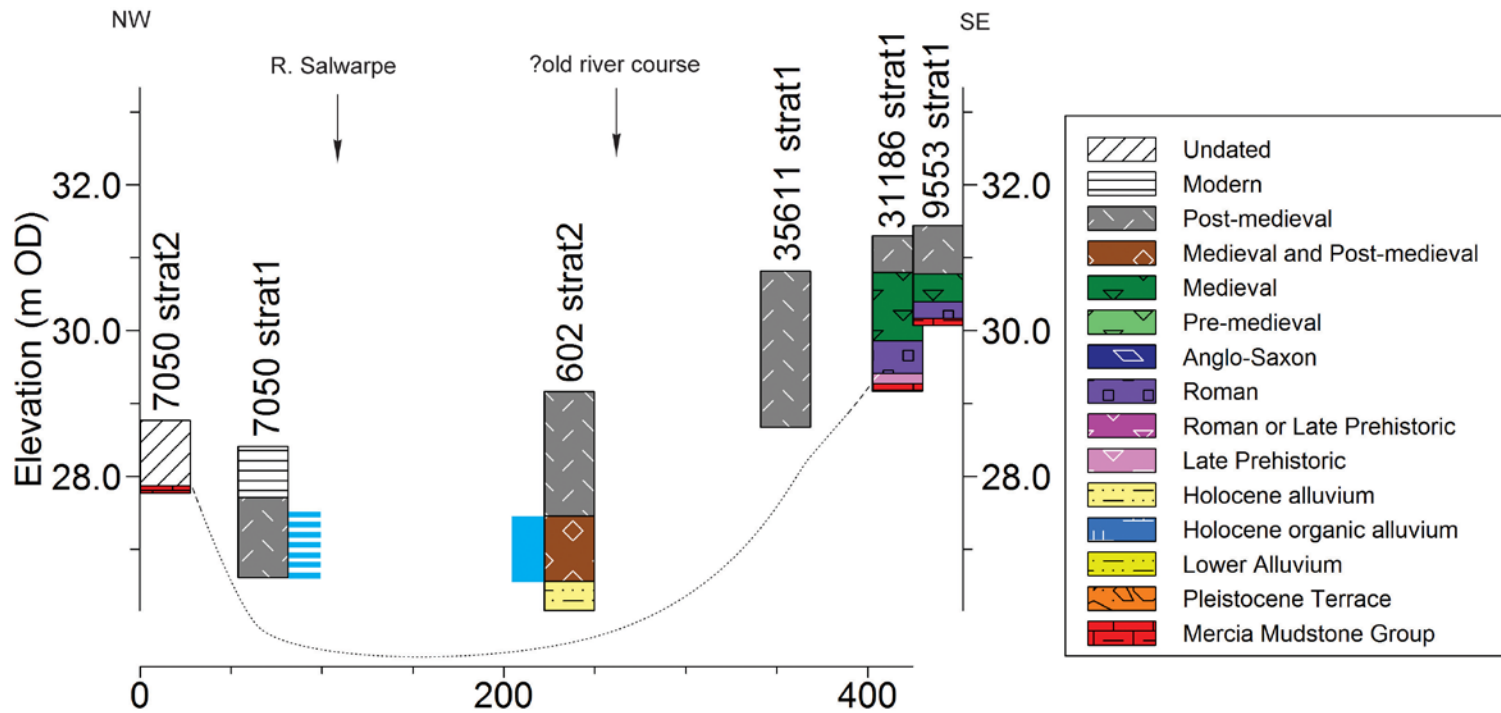 NW
SE
R. Salwarpe
?old river course
7050 strat2
7050 strat1
602 strat2
35611 strat1
31186 strat1
9553 strat1
Elevation (m OD)
32.0
30.0
28.0
32.0
30.0
28.0
0
200
400
Undated
Modern
Post-medieval
Medieval and Post-medieval
Medieval
Pre-medieval
Anglo-Saxon
Roman
Roman or Late Prehistoric
Late Prehistoric
Holocene alluvium
Holocene organic alluvium
Lower Alluvium
Pleistocene Terrace
Mercia Mudstone Group